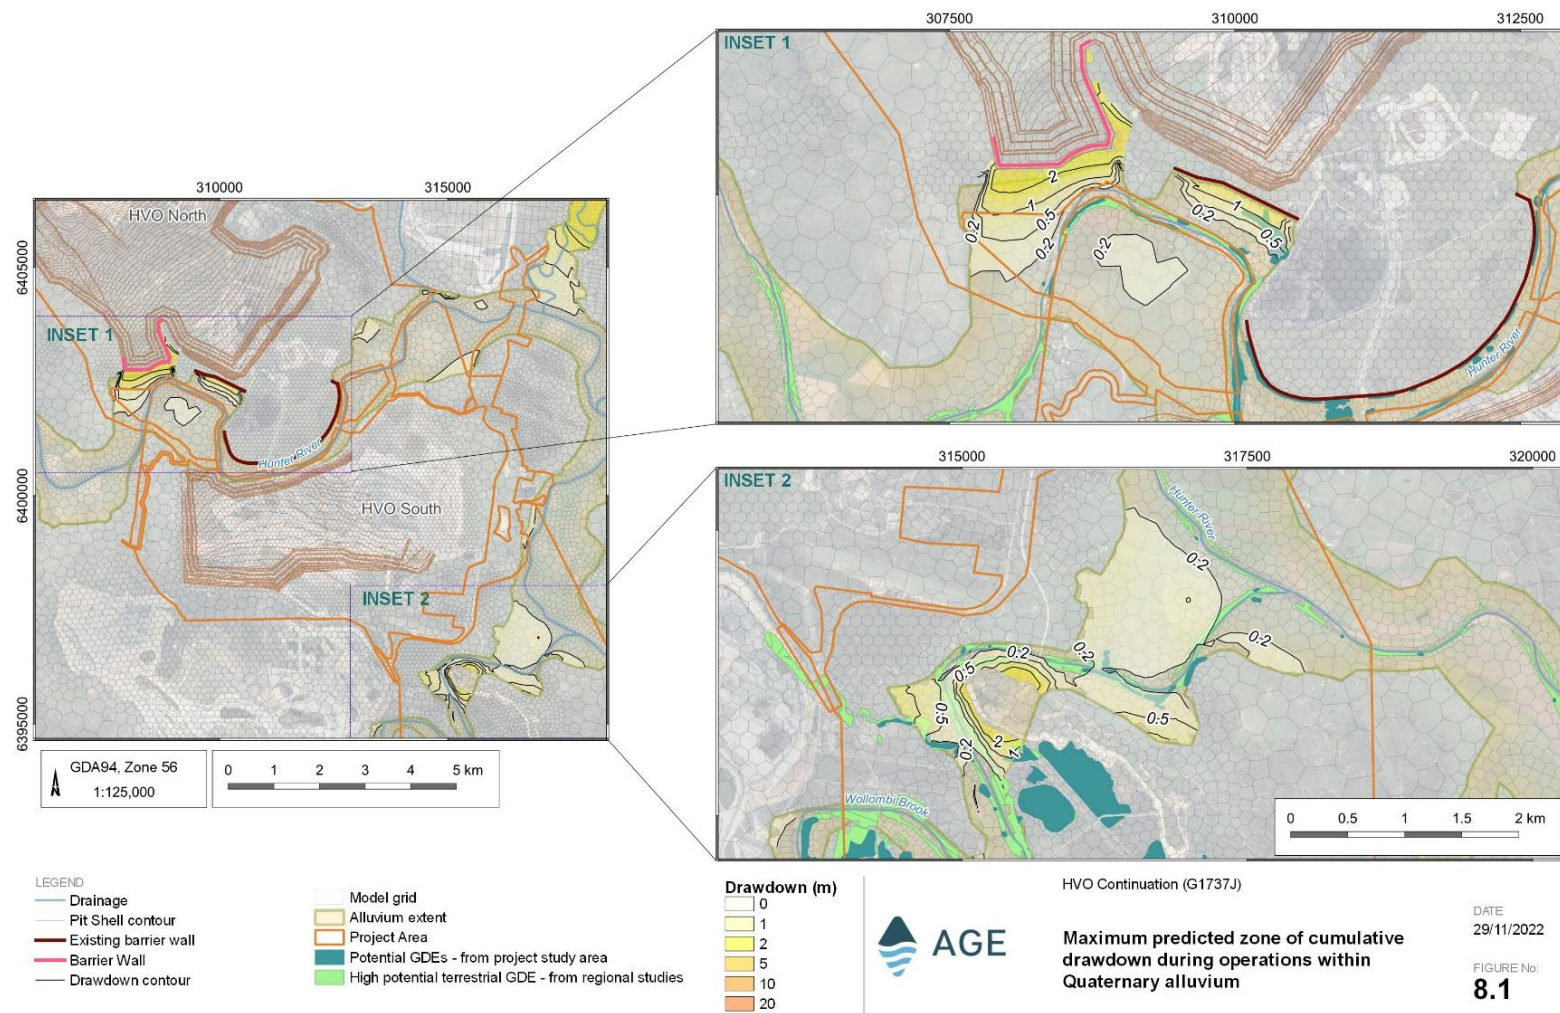 310000
315000
6405000
6400000
6395000
HVO North
INSET 1
Hunter River
HVO South
INSET 2
GDA94, Zone 56
1:125,000
0 1 2 3 4 5 km
307500
310000
312500
INSET 1
2
1
0.5
0.2
0.2
0.2
1
0.2
0.5
Hunter River
315000
317500
320000
INSET 2
Hunter River
0.2
0.2
0.2
0.2
0.5
0.5
0.5
0.2
2
1
Wollombi Brook
0 0.5 1 1.5 2 km
LEGEND
Drainage
Pit Shell contour
Existing barrier wall
Barrier Wall
Drawdown contour
Model grid
Alluvium extent
Project Area
Potential GDEs - from project study area
High potential terrestrial GDE - from regional studies
Drawdown (m)
0
1
2
5
10
20
AGE
HVO Continuation (G1737J)
Maximum predicted zone of cumulative
drawdown during operations within
Quaternary alluvium
DATE
29/11/2022
FIGURE No:
8.1